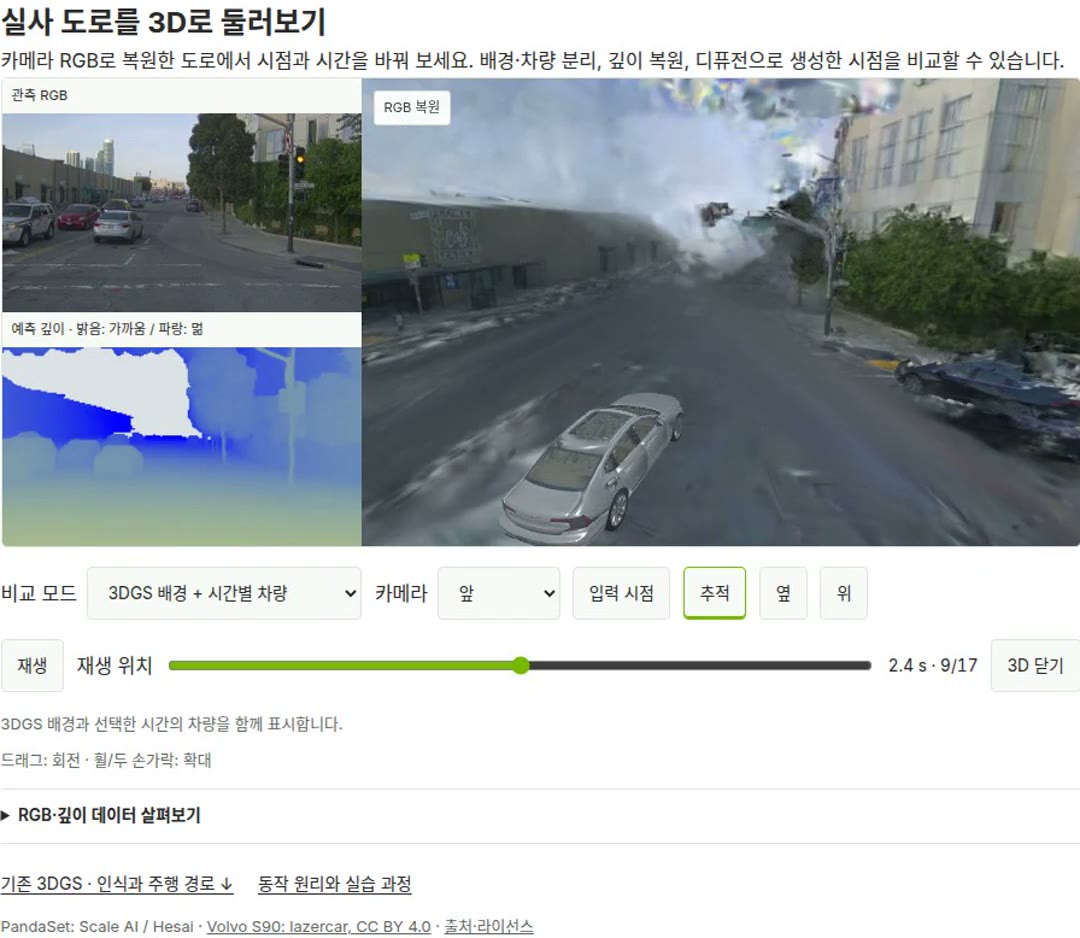 실사 도로를 3D로 둘러보기
카메라 RGB로 복원한 도로에서 시점과 시간을 바꿔 보세요. 배경·차량 분리, 깊이 복원, 디퓨전으로 생성한 시점을 비교할 수 있습니다.
관측 RGB
RGB 복원
예측 깊이 · 밝음: 가까움 / 파랑: 멂
비교 모드 3DGS 배경 + 시간별 차량 카메라 앞 입력 시점 추적 옆 위
재생 재생 위치 2.4 s · 9/17 3D 닫기
3DGS 배경과 선택한 시간의 차량을 함께 표시합니다.
드래그: 회전 · 휠/두 손가락: 확대
▶ RGB·깊이 데이터 살펴보기
기존 3DGS · 인식과 주행 경로 ↓ 동작 원리와 실습 과정
PandaSet: Scale AI / Hesai · Volvo S90: lazercar, CC BY 4.0 · 출처·라이선스